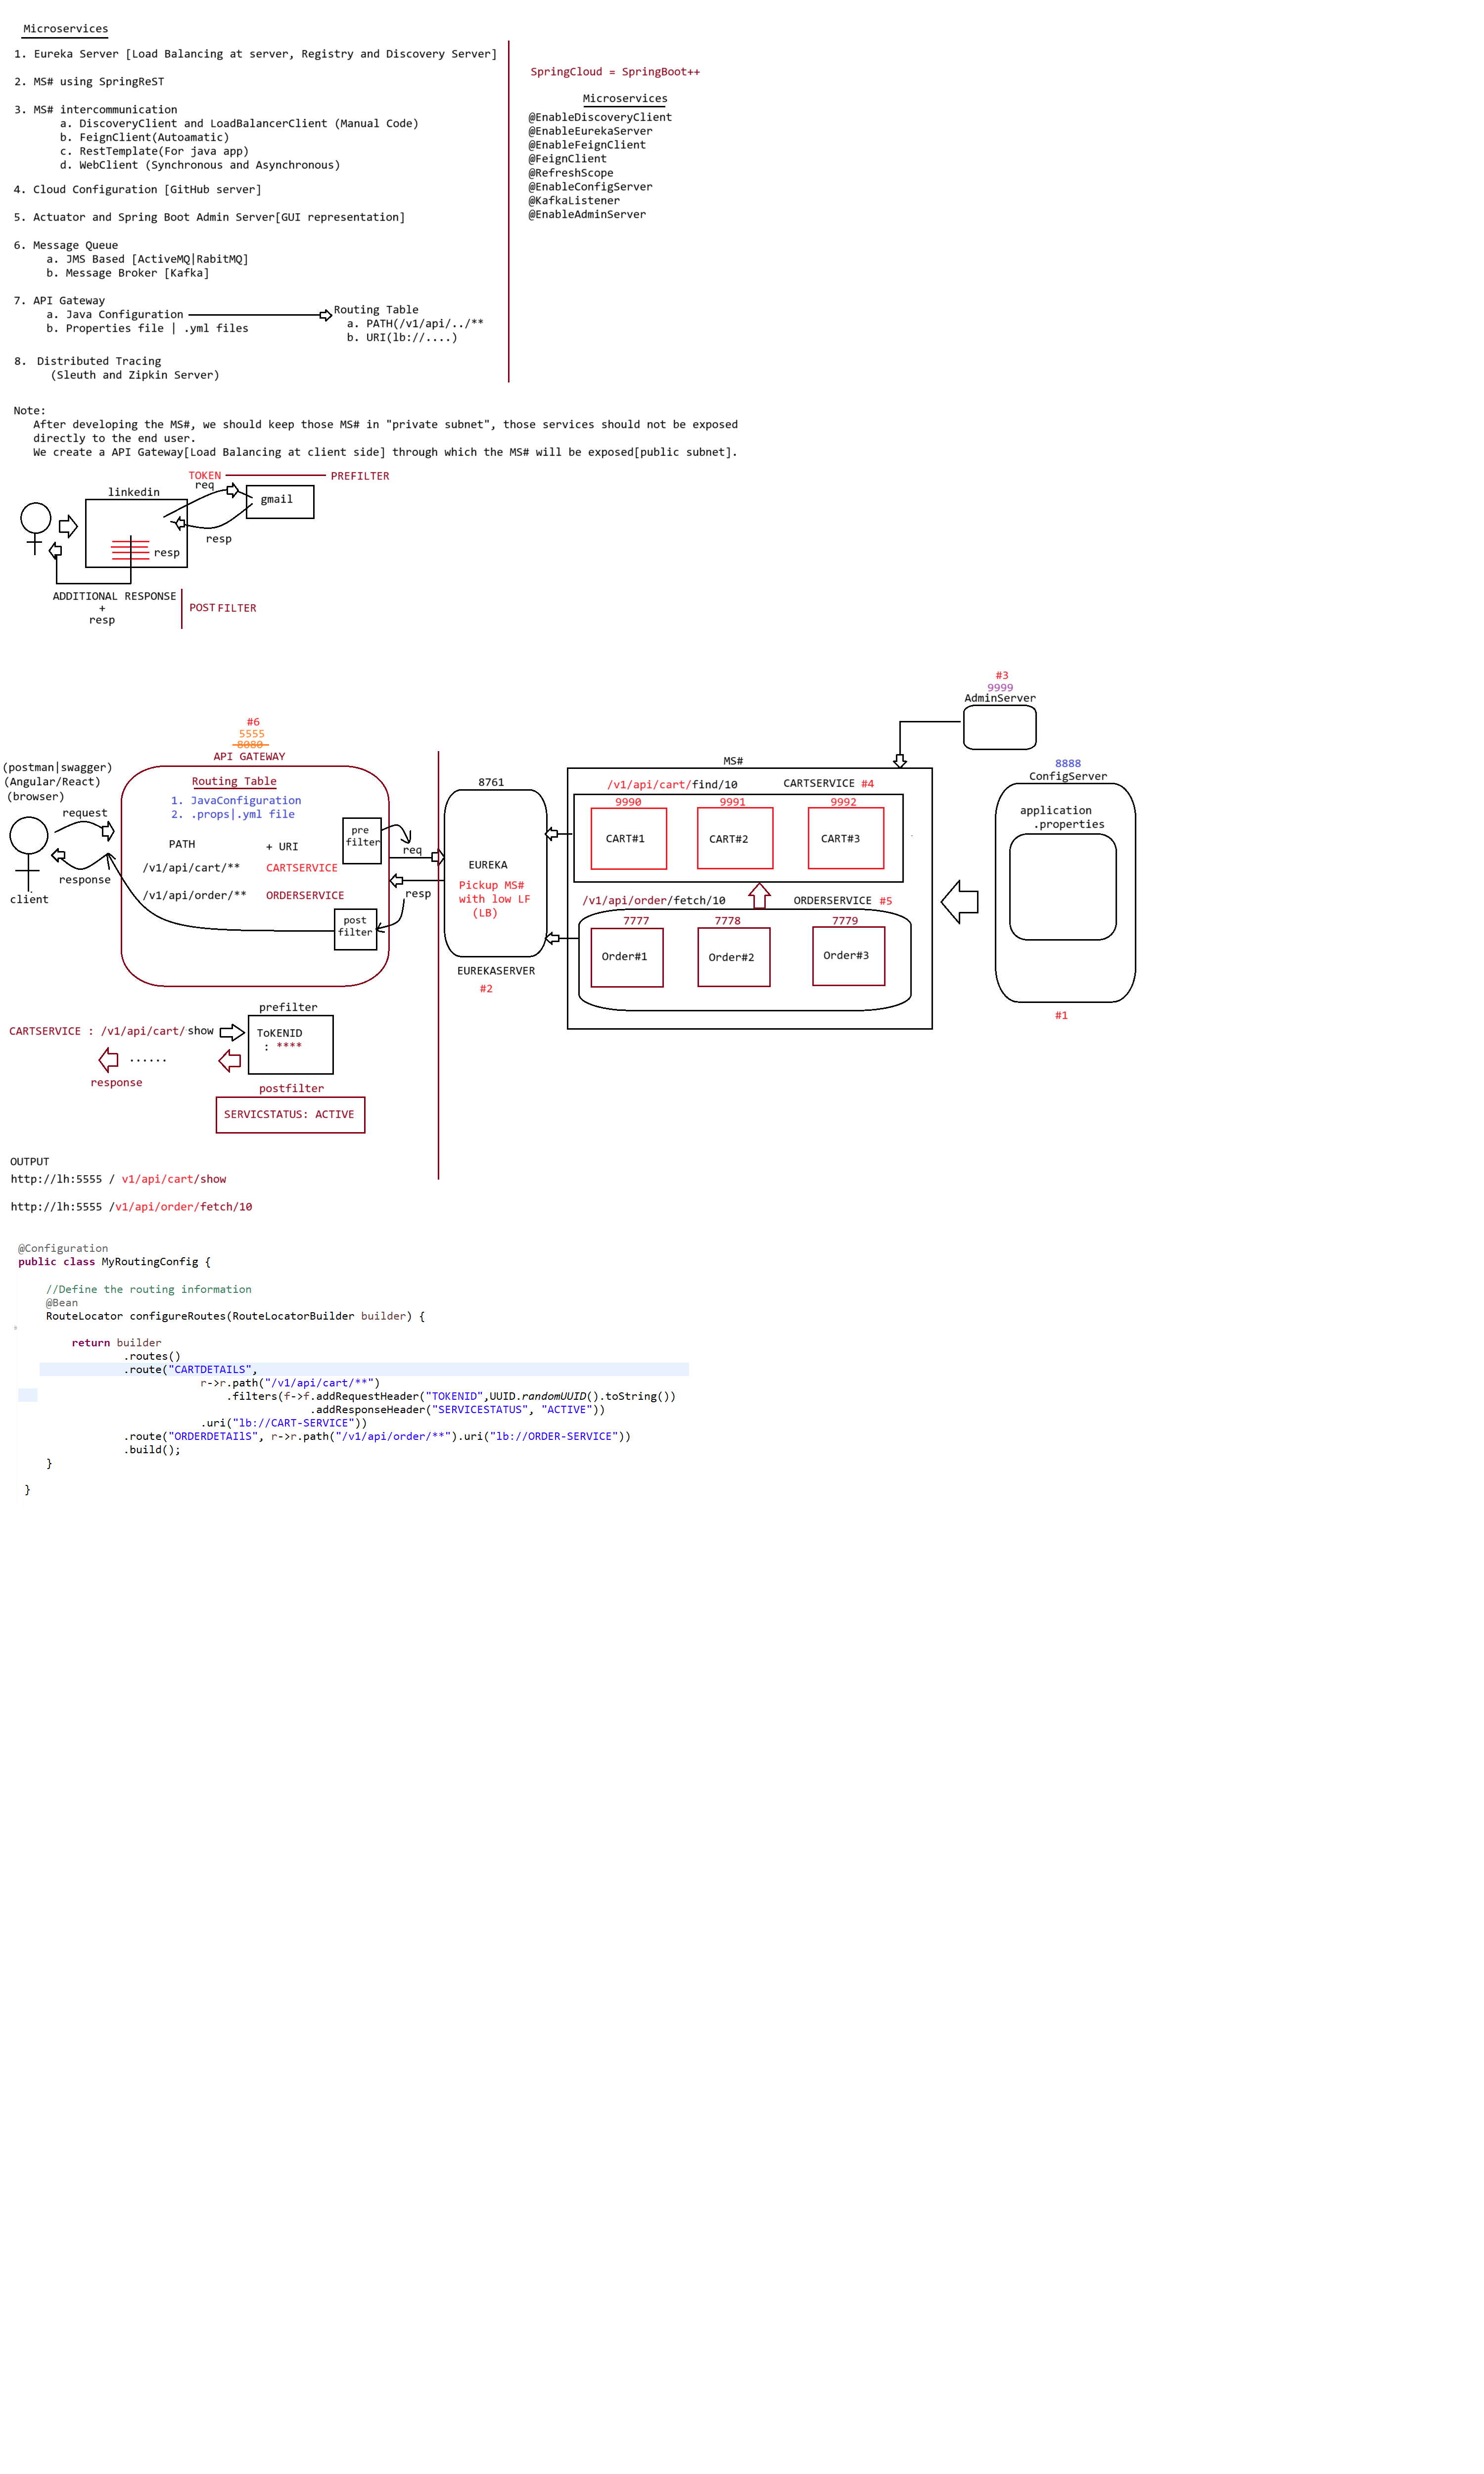 Microservices
1. Eureka Server [Load Balancing at server, Registry and Discovery Server]
2. MS# using SpringReST
3. MS# intercommunication
a. DiscoveryClient and LoadBalancerClient (Manual Code)
b. FeignClient(Autoamatic)
c. RestTemplate(For java app)
d. WebClient (Synchronous and Asynchronous)
4. Cloud Configuration [GitHub server]
5. Actuator and Spring Boot Admin Server[GUI representation]
6. Message Queue
a. JMS Based [ActiveMQ|RabitMQ]
b. Message Broker [Kafka]
7. API Gateway
a. Java Configuration
b. Properties file | .yml files
Routing Table
a. PATH(/v1/api/../**
b. URI(lb://....)
8. Distributed Tracing
(Sleuth and Zipkin Server)
SpringCloud = SpringBoot++
Microservices
@EnableDiscoveryClient
@EnableEurekaServer
@EnableFeignClient
@FeignClient
@RefreshScope
@EnableConfigServer
@KafkaListener
@EnableAdminServer
Note:
After developing the MS#, we should keep those MS# in "private subnet", those services should not be exposed
directly to the end user.
We create a API Gateway[Load Balancing at client side] through which the MS# will be exposed[public subnet].
TOKEN
PREFILTER
req
linkedin
gmail
resp
resp
ADDITIONAL RESPONSE
+
resp
POST FILTER
#3
9999
AdminServer
#6
5555
8080
API GATEWAY
(postman|swagger)
(Angular/React)
(browser)
request
response
client
Routing Table
1. JavaConfiguration
2. .props|.yml file
PATH
+ URI
/v1/api/cart/**
CARTSERVICE
/v1/api/order/**
ORDERSERVICE
pre
filter
post
filter
req
resp
8761
EUREKA
Pickup MS#
with low LF
(LB)
EUREKASERVER
#2
MS#
/v1/api/cart/find/10
CARTSERVICE #4
9990
9991
9992
CART#1
CART#2
CART#3
/v1/api/order/fetch/10
ORDERSERVICE #5
7777
7778
7779
Order#1
Order#2
Order#3
8888
ConfigServer
application
.properties
#1
prefilter
CARTSERVICE : /v1/api/cart/ show
ToKENID
: ****
......
response
postfilter
SERVICSTATUS: ACTIVE
OUTPUT
http://lh:5555 / v1/api/cart/show
http://lh:5555 /v1/api/order/fetch/10
@Configuration
public class MyRoutingConfig {
//Define the routing information
@Bean
RouteLocator configureRoutes(RouteLocatorBuilder builder) {
return builder
.routes()
.route("CARTDETAILS",
r->r.path("/v1/api/cart/**")
.filters(f->f.addRequestHeader("TOKENID",UUID.randomUUID().toString())
.addResponseHeader("SERVICESTATUS", "ACTIVE"))
.uri("lb://CART-SERVICE"))
.route("ORDERDETAIlS", r->r.path("/v1/api/order/**").uri("lb://ORDER-SERVICE"))
.build();
}
}